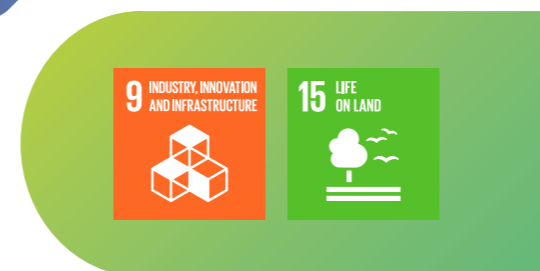 9 INDUSTRY, INNOVATION
AND INFRASTRUCTURE
15 LIFE
ON LAND